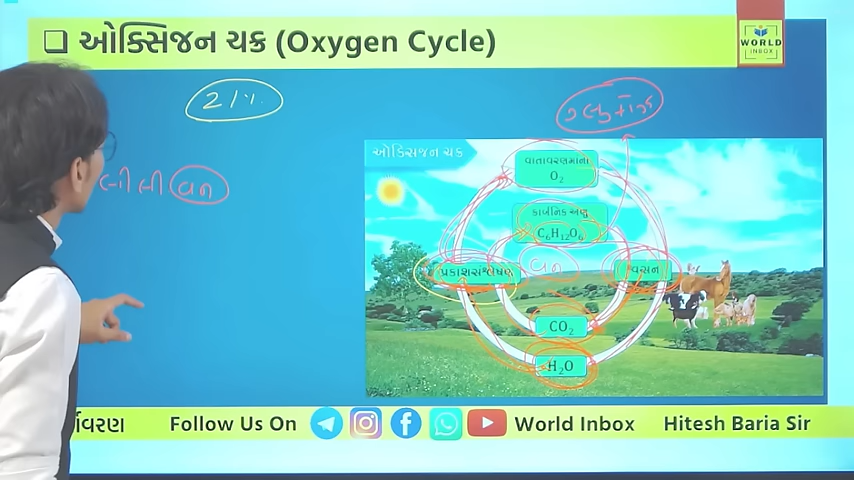 ❑ ઓક્સિજન ચક્ર (Oxygen Cycle)
WORLD
INBOX
21%
ગ્લુકોઝ
લીલી વન
ઓક્સિજન ચક્ર
વાતાવરણમાંના
O₂
કાર્બનિક અણુ
C₆H₁₂O₆
પ્રકાશસંશ્લેષણ
વન
શ્વસન
CO₂
H₂O
Follow Us On
World Inbox
Hitesh Baria Sir